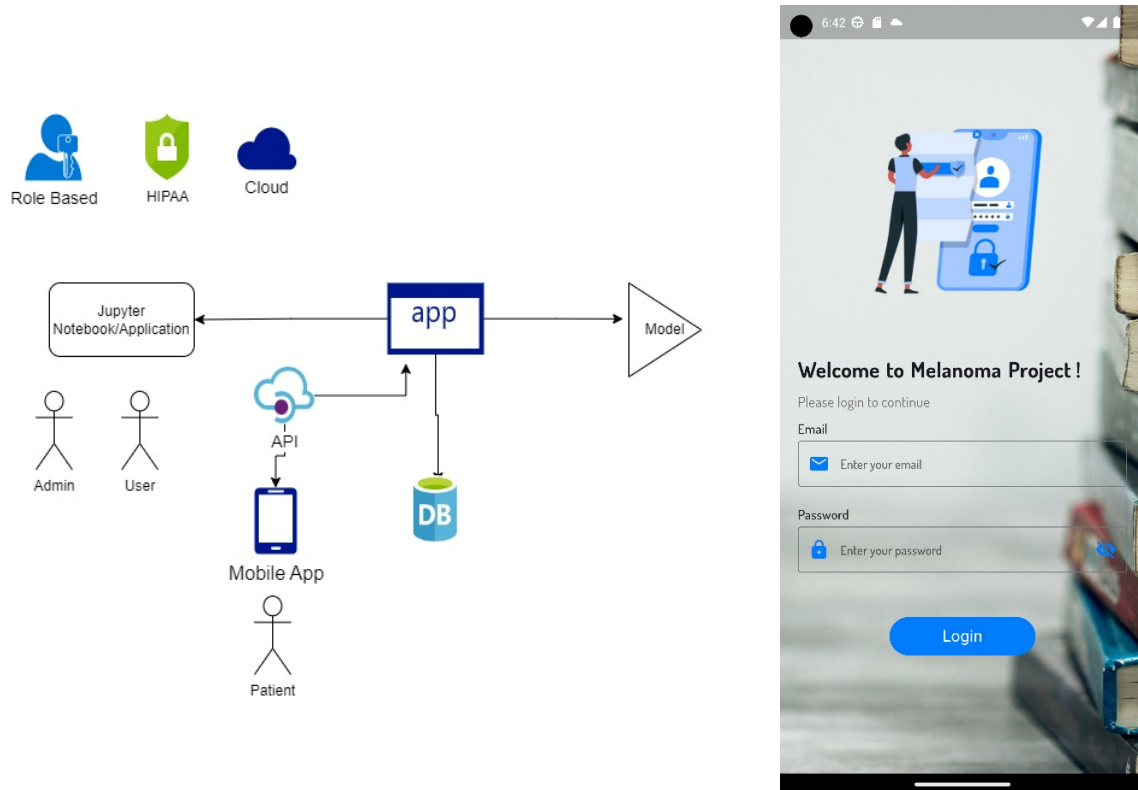 Role Based
HIPAA
Cloud
Jupyter
Notebook/Application
app
Model
API
Admin
User
DB
Mobile App
Patient
6:42
Welcome to Melanoma Project !
Please login to continue
Email
Enter your email
Password
Enter your password
Login